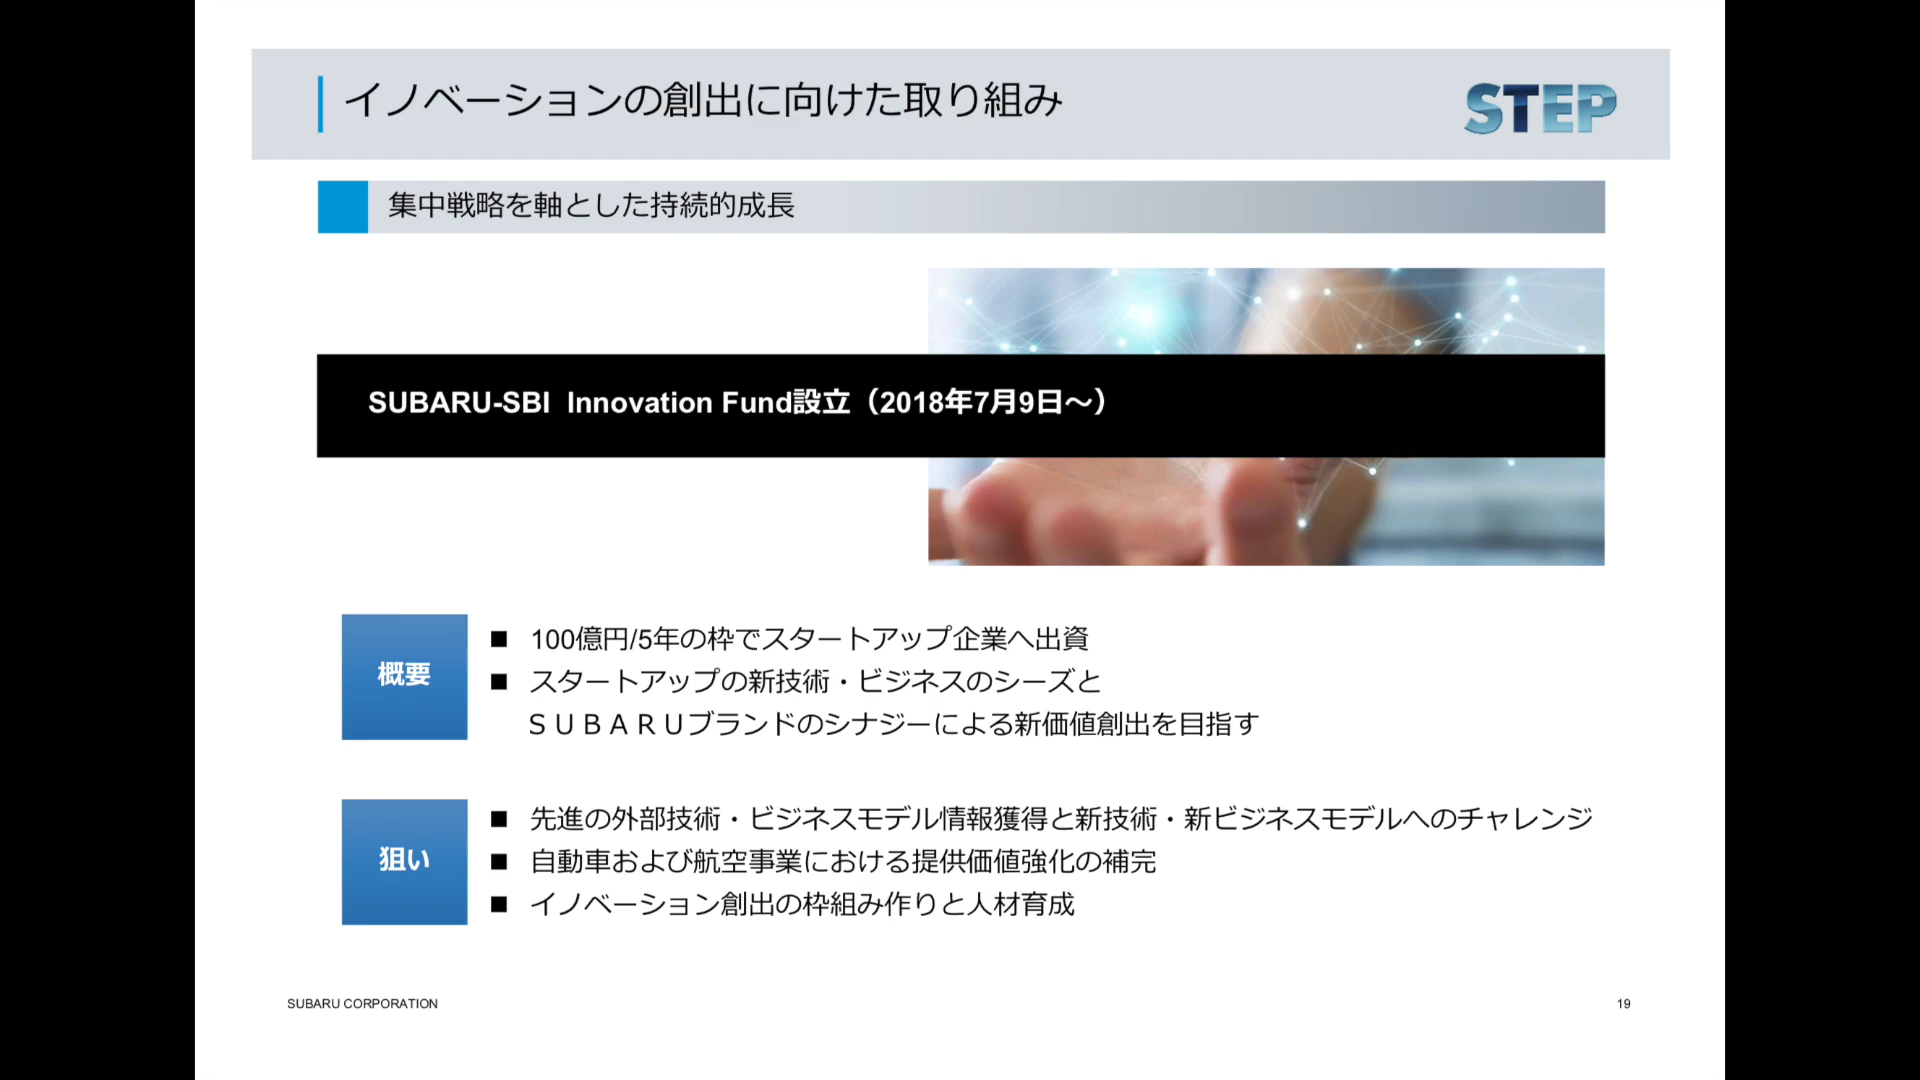 イノベーションの創出に向けた取り組み
STEP
集中戦略を軸とした持続的成長
SUBARU-SBI Innovation Fund設立（2018年7月9日～）
概要
■ 100億円/5年の枠でスタートアップ企業へ出資
■ スタートアップの新技術・ビジネスのシーズと
ＳＵＢＡＲＵブランドのシナジーによる新価値創出を目指す
狙い
■ 先進の外部技術・ビジネスモデル情報獲得と新技術・新ビジネスモデルへのチャレンジ
■ 自動車および航空事業における提供価値強化の補完
■ イノベーション創出の枠組み作りと人材育成
SUBARU CORPORATION
19